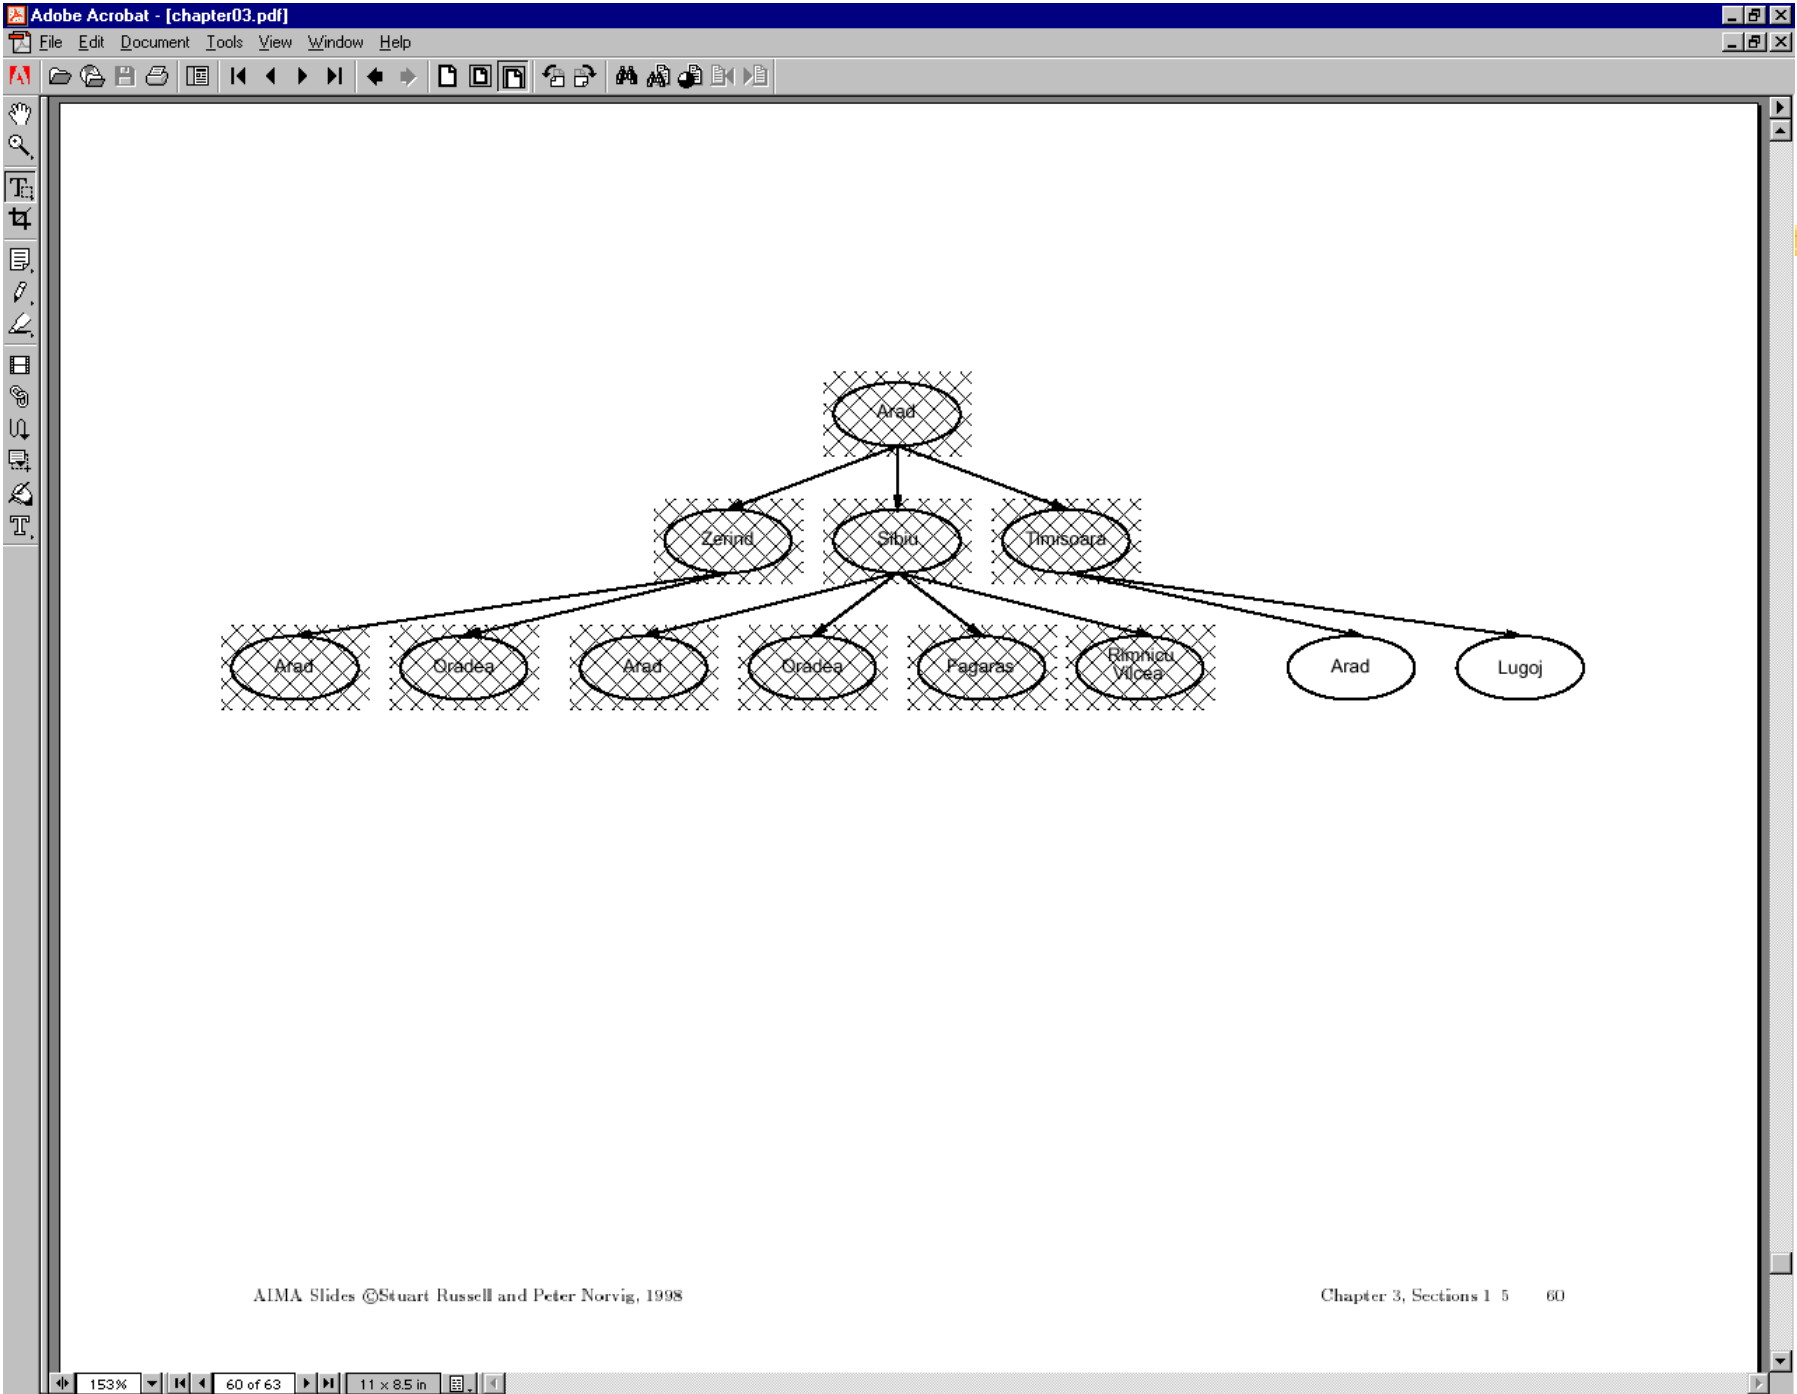 Adobe Acrobat - [chapter03.pdf]
File Edit Document Tools View Window Help
Arad
Zerind Sibiu Timisoara
Arad Oradea Arad Oradea Fagaras Rimnicu Vilcea Arad Lugoj
AIMA Slides ©Stuart Russell and Peter Norvig, 1998 Chapter 3, Sections 1 5 60
153% 60 of 63 11 x 8.5 in